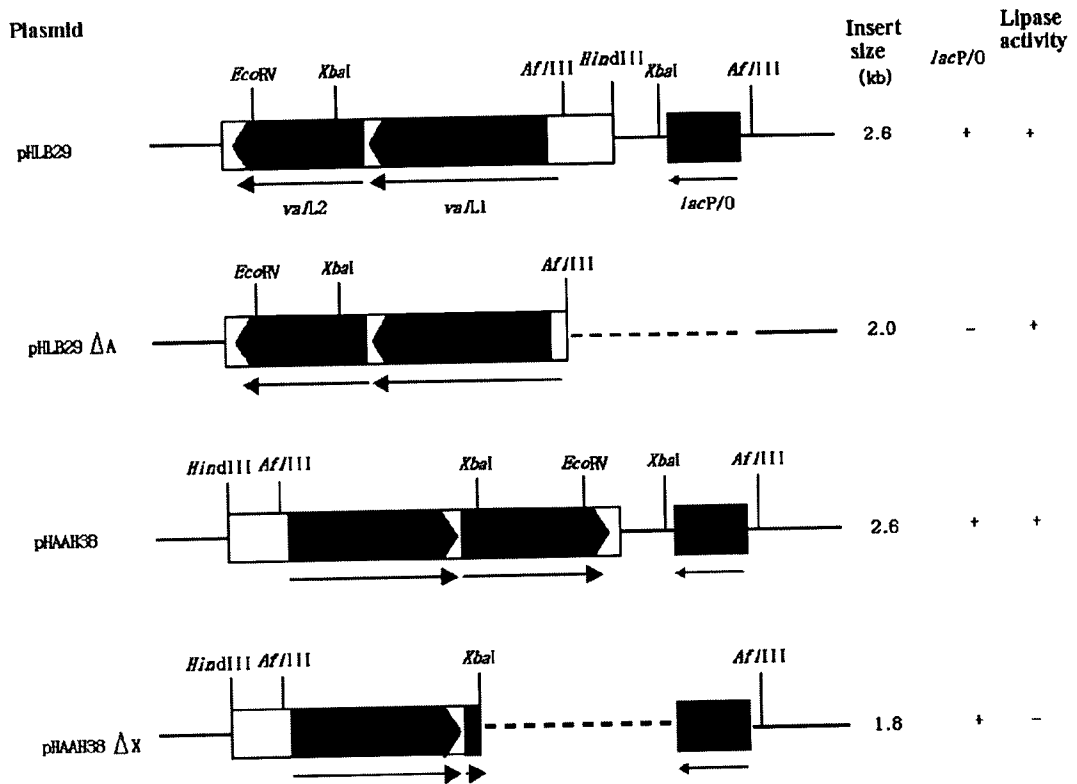 Plasmid
Insert size (kb)
lacP/O
Lipase activity
EcoRV XbaI AflIII HindIII XbaI AflIII
pHLB29
2.6 + +
valL2 valL1 lacP/O
EcoRV XbaI AflIII
pHLB29 ΔA
2.0 - +
HindIII AflIII XbaI EcoRV XbaI AflIII
pHAAH38
2.6 + +
HindIII AflIII XbaI AflIII
pHAAH38 ΔX
1.8 + -